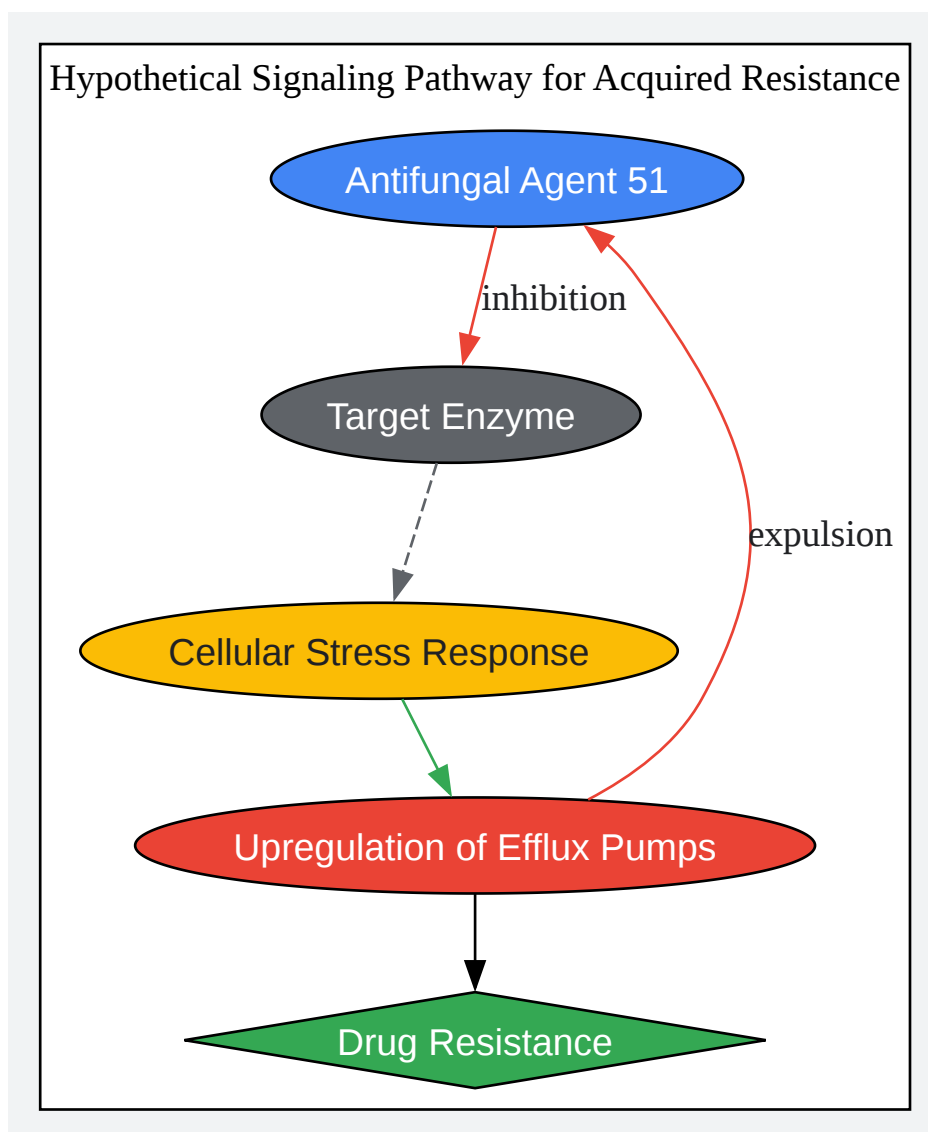 Hypothetical Signaling Pathway for Acquired Resistance
Antifungal Agent 51
inhibition
Target Enzyme
expulsion
Cellular Stress Response
Upregulation of Efflux Pumps
Drug Resistance